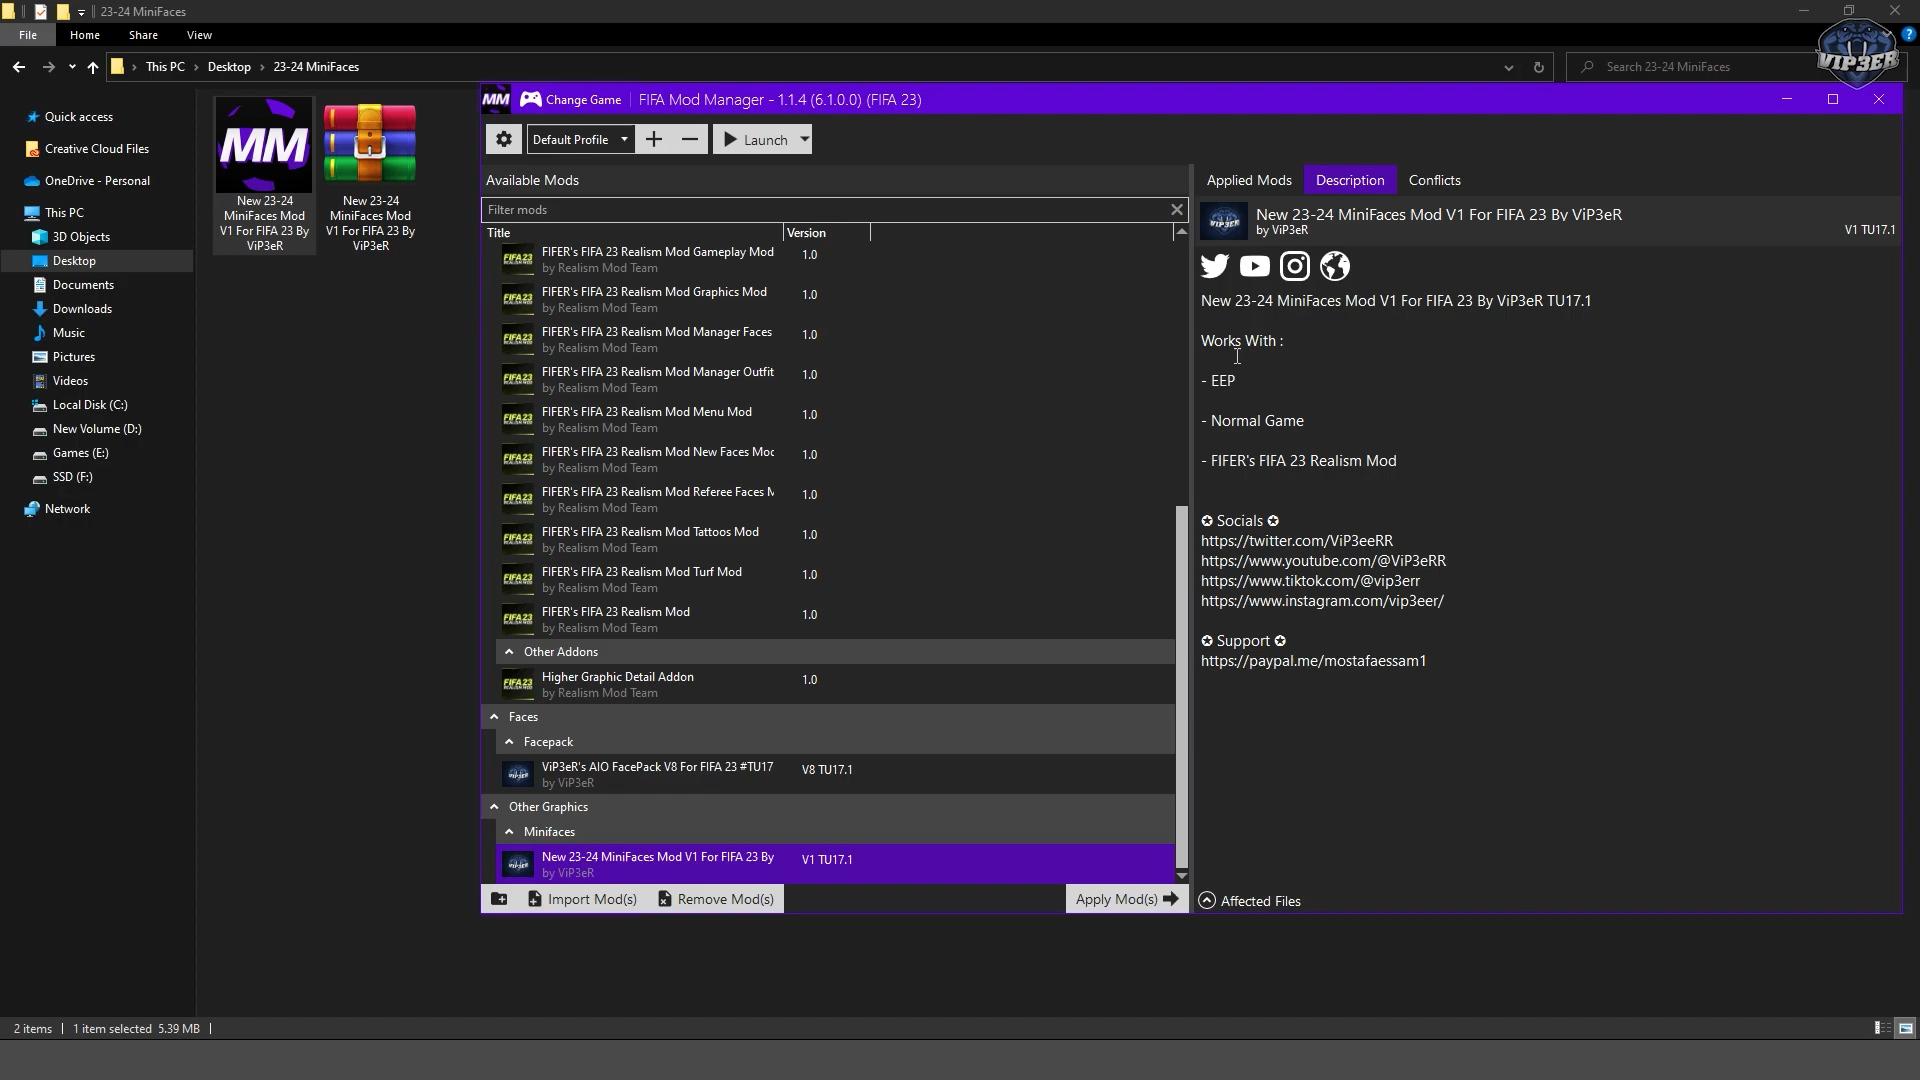 23-24 MiniFaces
File Home Share View
This PC Desktop 23-24 MiniFaces
Search 23-24 MiniFaces
ViP3ER
Quick access
Creative Cloud Files
OneDrive - Personal
This PC
3D Objects
Desktop
Documents
Downloads
Music
Pictures
Videos
Local Disk (C:)
New Volume (D:)
Games (E:)
SSD (F:)
Network
MM
New 23-24
MiniFaces Mod
V1 For FIFA 23 By
ViP3eR
New 23-24
MiniFaces Mod
V1 For FIFA 23 By
ViP3eR
MM Change Game FIFA Mod Manager - 1.1.4 (6.1.0.0) (FIFA 23)
Default Profile Launch
Available Mods
Filter mods
Title Version
FIFER's FIFA 23 Realism Mod Gameplay Mod 1.0
by Realism Mod Team
FIFER's FIFA 23 Realism Mod Graphics Mod 1.0
by Realism Mod Team
FIFER's FIFA 23 Realism Mod Manager Faces 1.0
by Realism Mod Team
FIFER's FIFA 23 Realism Mod Manager Outfit 1.0
by Realism Mod Team
FIFER's FIFA 23 Realism Mod Menu Mod 1.0
by Realism Mod Team
FIFER's FIFA 23 Realism Mod New Faces Mod 1.0
by Realism Mod Team
FIFER's FIFA 23 Realism Mod Referee Faces M 1.0
by Realism Mod Team
FIFER's FIFA 23 Realism Mod Tattoos Mod 1.0
by Realism Mod Team
FIFER's FIFA 23 Realism Mod Turf Mod 1.0
by Realism Mod Team
FIFER's FIFA 23 Realism Mod 1.0
by Realism Mod Team
Other Addons
Higher Graphic Detail Addon 1.0
by Realism Mod Team
Faces
Facepack
ViP3eR's AIO FacePack V8 For FIFA 23 #TU17 V8 TU17.1
by ViP3eR
Other Graphics
Minifaces
New 23-24 MiniFaces Mod V1 For FIFA 23 By V1 TU17.1
by ViP3eR
Import Mod(s) Remove Mod(s) Apply Mod(s)
Applied Mods Description Conflicts
New 23-24 MiniFaces Mod V1 For FIFA 23 By ViP3eR
by ViP3eR V1 TU17.1
New 23-24 MiniFaces Mod V1 For FIFA 23 By ViP3eR TU17.1
Works With :
- EEP
- Normal Game
- FIFER's FIFA 23 Realism Mod
✪ Socials ✪
https://twitter.com/ViP3eeRR
https://www.youtube.com/@ViP3eRR
https://www.tiktok.com/@vip3err
https://www.instagram.com/vip3eer/
✪ Support ✪
https://paypal.me/mostafaessam1
Affected Files
2 items 1 item selected 5.39 MB